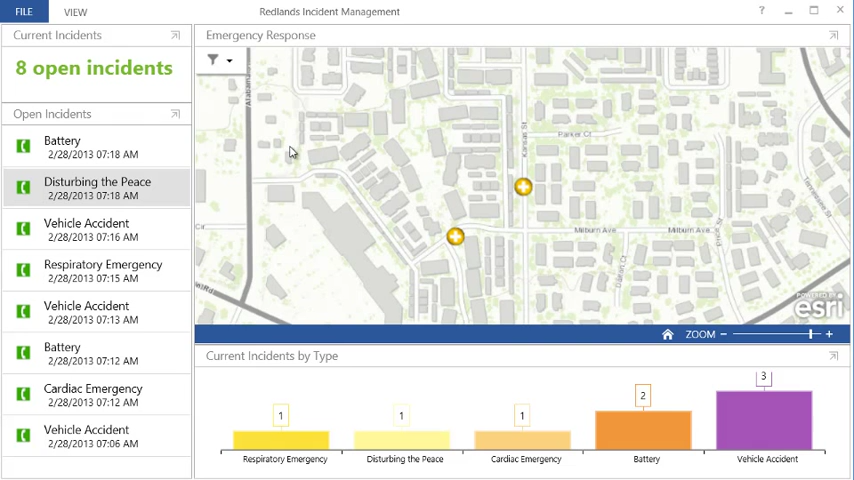 FILE VIEW Redlands Incident Management
Current Incidents
8 open incidents
Open Incidents
Battery
2/28/2013 07:18 AM
Disturbing the Peace
2/28/2013 07:18 AM
Vehicle Accident
2/28/2013 07:16 AM
Respiratory Emergency
2/28/2013 07:15 AM
Vehicle Accident
2/28/2013 07:13 AM
Battery
2/28/2013 07:12 AM
Cardiac Emergency
2/28/2013 07:12 AM
Vehicle Accident
2/28/2013 07:06 AM
Emergency Response
Alabama
Kansas St
Parker Ct
Tennessee St
Milburn Ave
Milburn Ave
POWERED BY
esri
ZOOM
Current Incidents by Type
1
1
1
2
3
Respiratory Emergency
Disturbing the Peace
Cardiac Emergency
Battery
Vehicle Accident